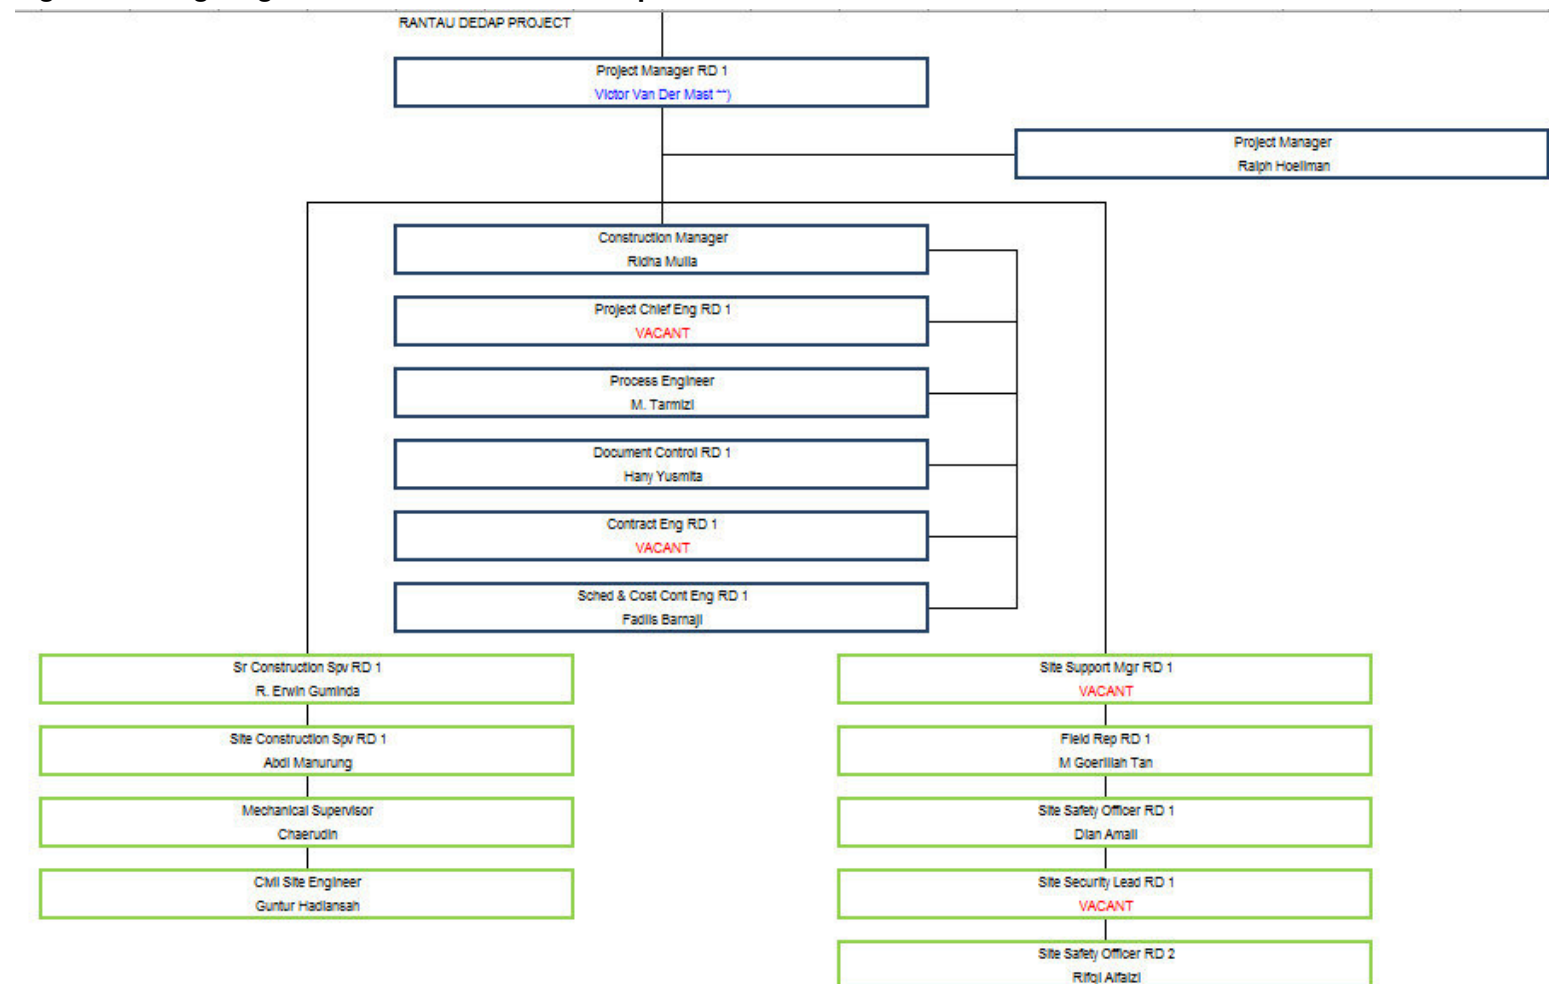 RANTAU DEDAP PROJECT
Project Manager RD 1
Victor Van Der Mast **)
Project Manager
Ralph Hoellman
Construction Manager
Ridha Mulia
Project Chief Eng RD 1
VACANT
Process Engineer
M. Tarmizi
Document Control RD 1
Hany Yusmita
Contract Eng RD 1
VACANT
Sched & Cost Cont Eng RD 1
Fadlis Barnaji
Sr Construction Spv RD 1
R. Erwin Guminda
Site Construction Spv RD 1
Abdi Manurung
Mechanical Supervisor
Chaerudin
Civil Site Engineer
Guntur Hadiansah
Site Support Mgr RD 1
VACANT
Field Rep RD 1
M Goerillah Tan
Site Safety Officer RD 1
Dian Amali
Site Security Lead RD 1
VACANT
Site Safety Officer RD 2
Rifqi Alfaizi